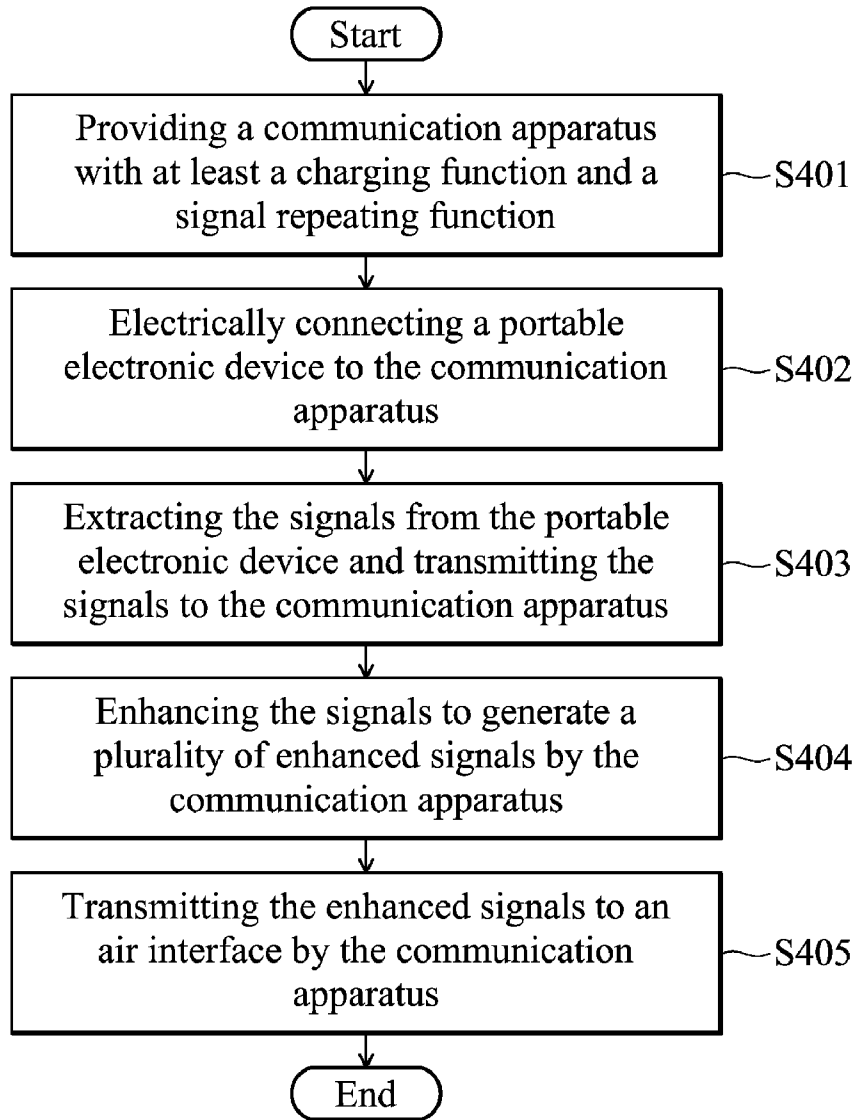 Start
Providing a communication apparatus
with at least a charging function and a
signal repeating function
S401
Electrically connecting a portable
electronic device to the communication
apparatus
S402
Extracting the signals from the portable
electronic device and transmitting the
signals to the communication apparatus
S403
Enhancing the signals to generate a
plurality of enhanced signals by the
communication apparatus
S404
Transmitting the enhanced signals to an
air interface by the communication
apparatus
S405
End